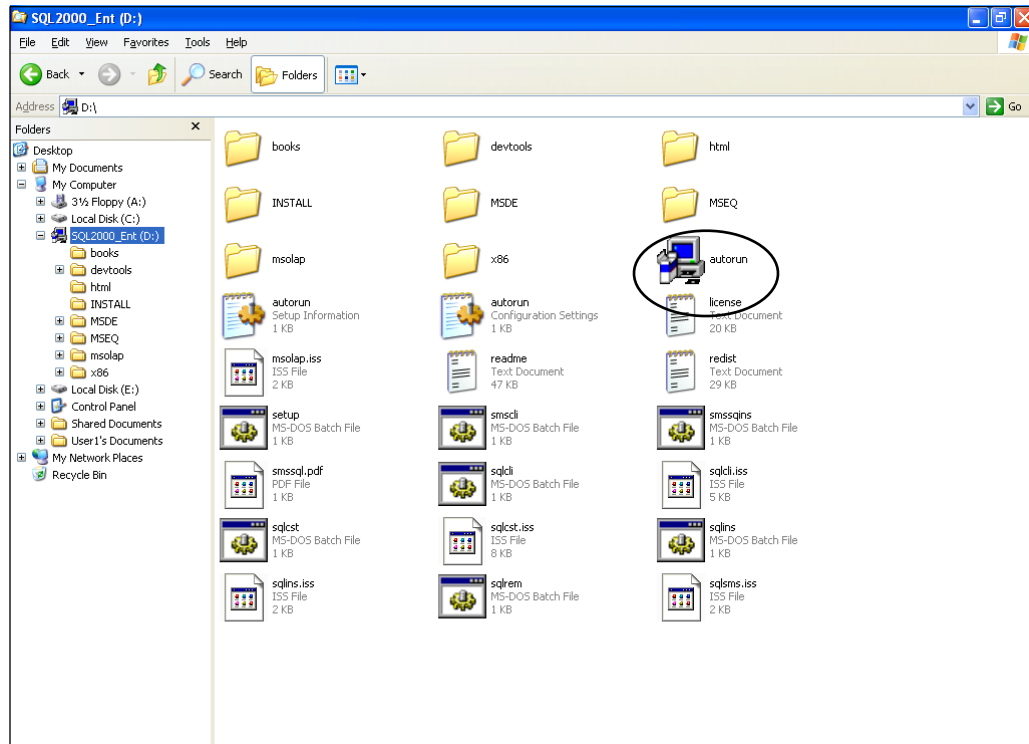 SQL2000_Ent (D:)
File Edit View Favorites Tools Help
Back Search Folders
Address D:\ Go
Folders x
Desktop
My Documents
My Computer
3½ Floppy (A:)
Local Disk (C:)
SQL2000_Ent (D:)
books
devtools
html
INSTALL
MSDE
MSEQ
msolap
x86
Local Disk (E:)
Control Panel
Shared Documents
User1's Documents
My Network Places
Recycle Bin
books devtools html
INSTALL MSDE MSEQ
msolap x86 autorun
autorun autorun license
Setup Information Configuration Settings Text Document
1 KB 1 KB 20 KB
msolap.iss readme redist
ISS File Text Document Text Document
2 KB 47 KB 29 KB
setup smscli smssqins
MS-DOS Batch File MS-DOS Batch File MS-DOS Batch File
1 KB 1 KB 1 KB
smssql.pdf sqlcli sqlcli.iss
PDF File MS-DOS Batch File ISS File
1 KB 1 KB 5 KB
sqlcst sqlcst.iss sqlins
MS-DOS Batch File ISS File MS-DOS Batch File
1 KB 8 KB 1 KB
sqlins.iss sqlrem sqlsms.iss
ISS File MS-DOS Batch File ISS File
2 KB 1 KB 2 KB